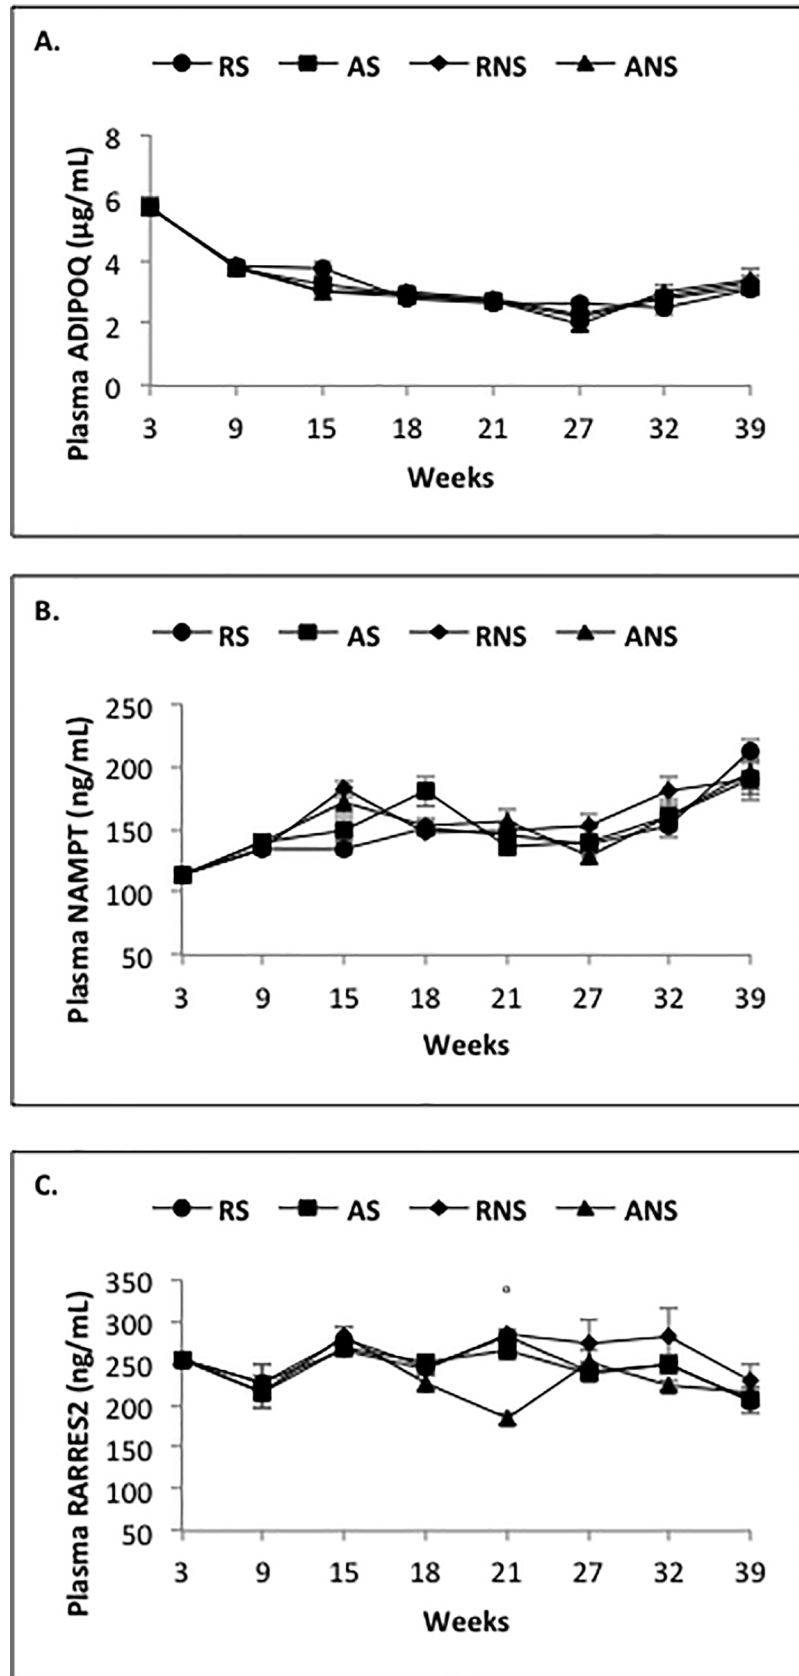 A.
RS AS RNS ANS
Plasma ADIPOQ (µg/mL)
8
6
4
2
0
3 9 15 18 21 27 32 39
Weeks
B.
RS AS RNS ANS
Plasma NAMPT (ng/mL)
250
200
150
100
50
3 9 15 18 21 27 32 39
Weeks
C.
RS AS RNS ANS
Plasma RARRES2 (ng/mL)
350
300
250
200
150
100
50
3 9 15 18 21 27 32 39
Weeks